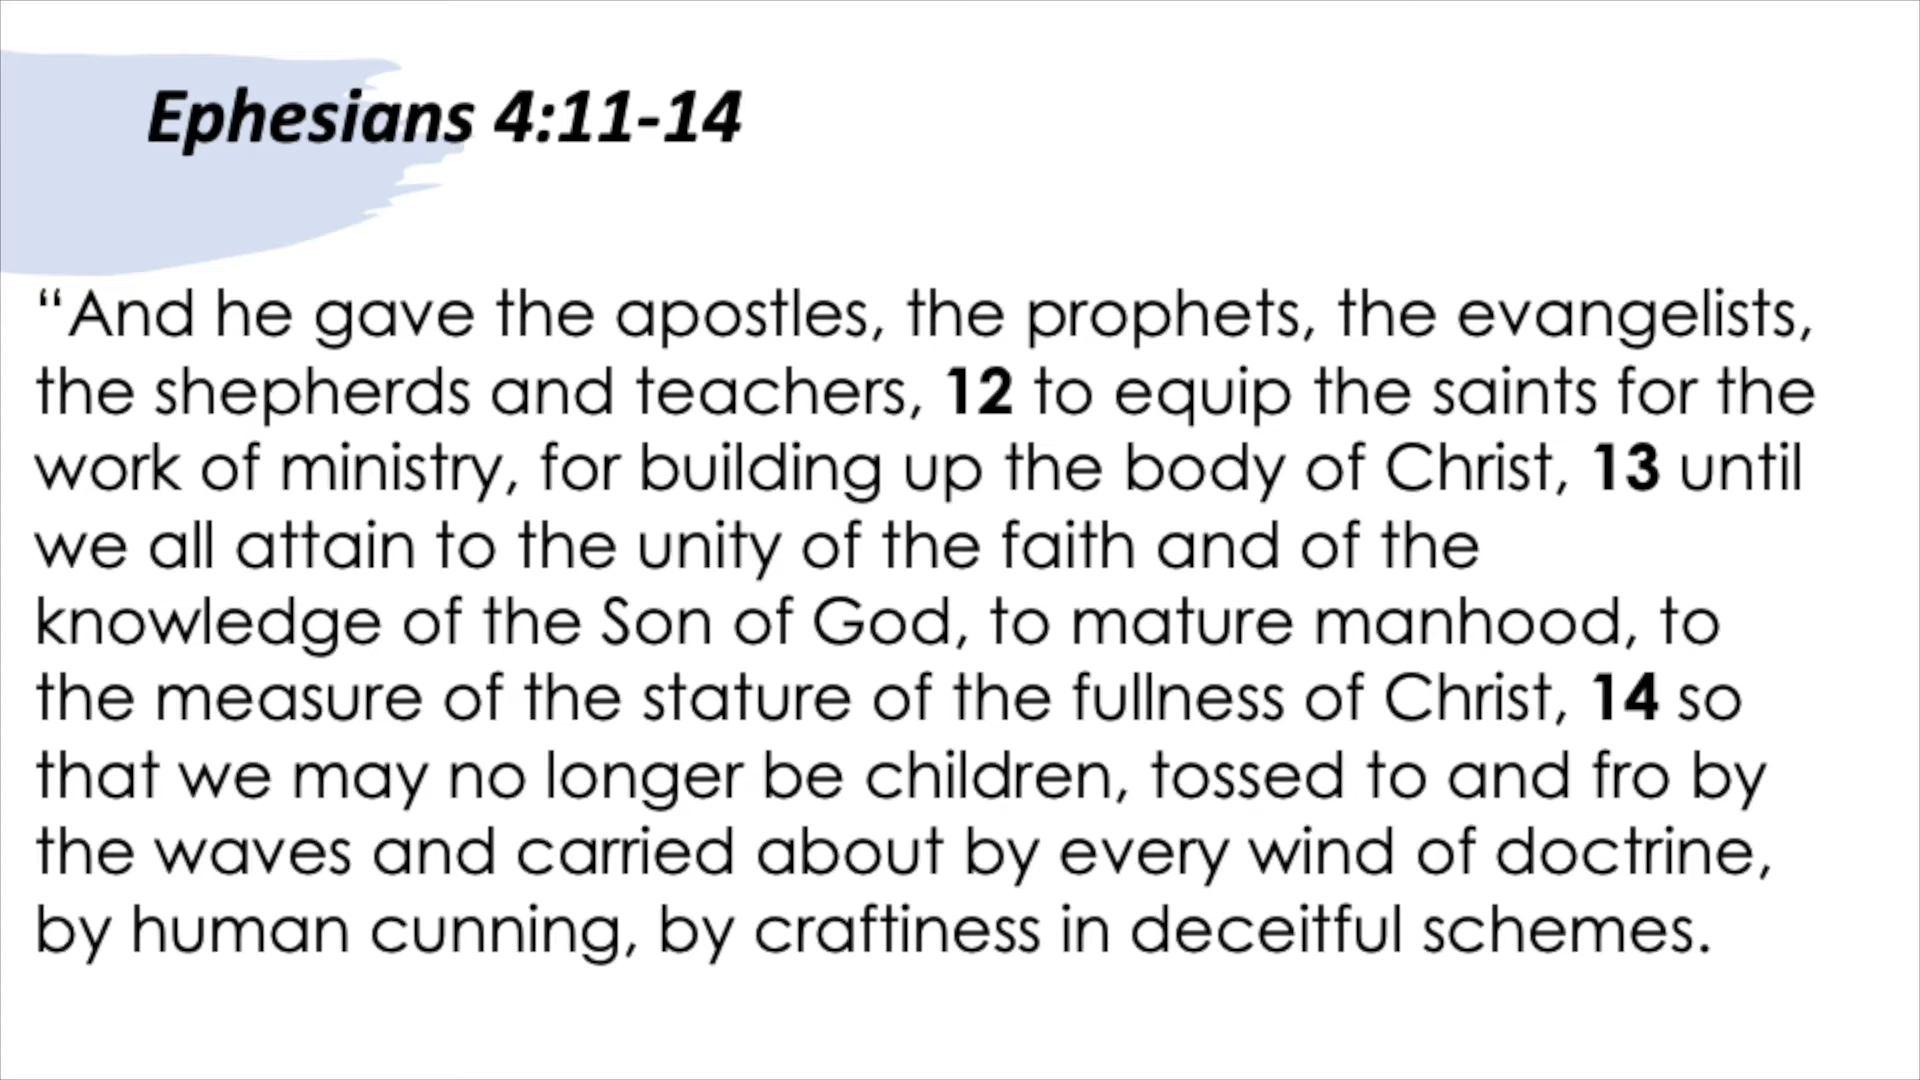 Ephesians 4:11-14
“And he gave the apostles, the prophets, the evangelists,
the shepherds and teachers, 12 to equip the saints for the
work of ministry, for building up the body of Christ, 13 until
we all attain to the unity of the faith and of the
knowledge of the Son of God, to mature manhood, to
the measure of the stature of the fullness of Christ, 14 so
that we may no longer be children, tossed to and fro by
the waves and carried about by every wind of doctrine,
by human cunning, by craftiness in deceitful schemes.